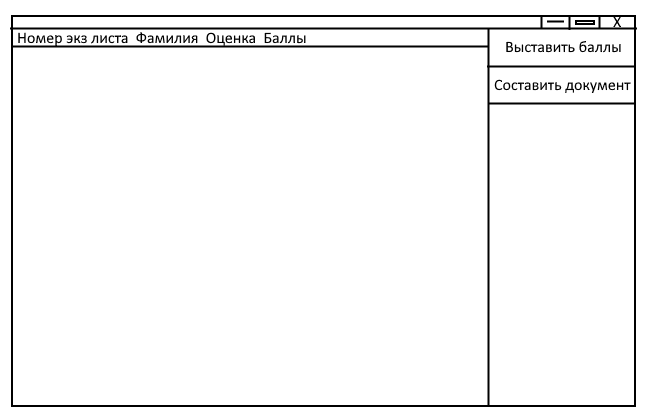 X
Номер экз листа Фамилия Оценка Баллы
Выставить баллы
Составить документ